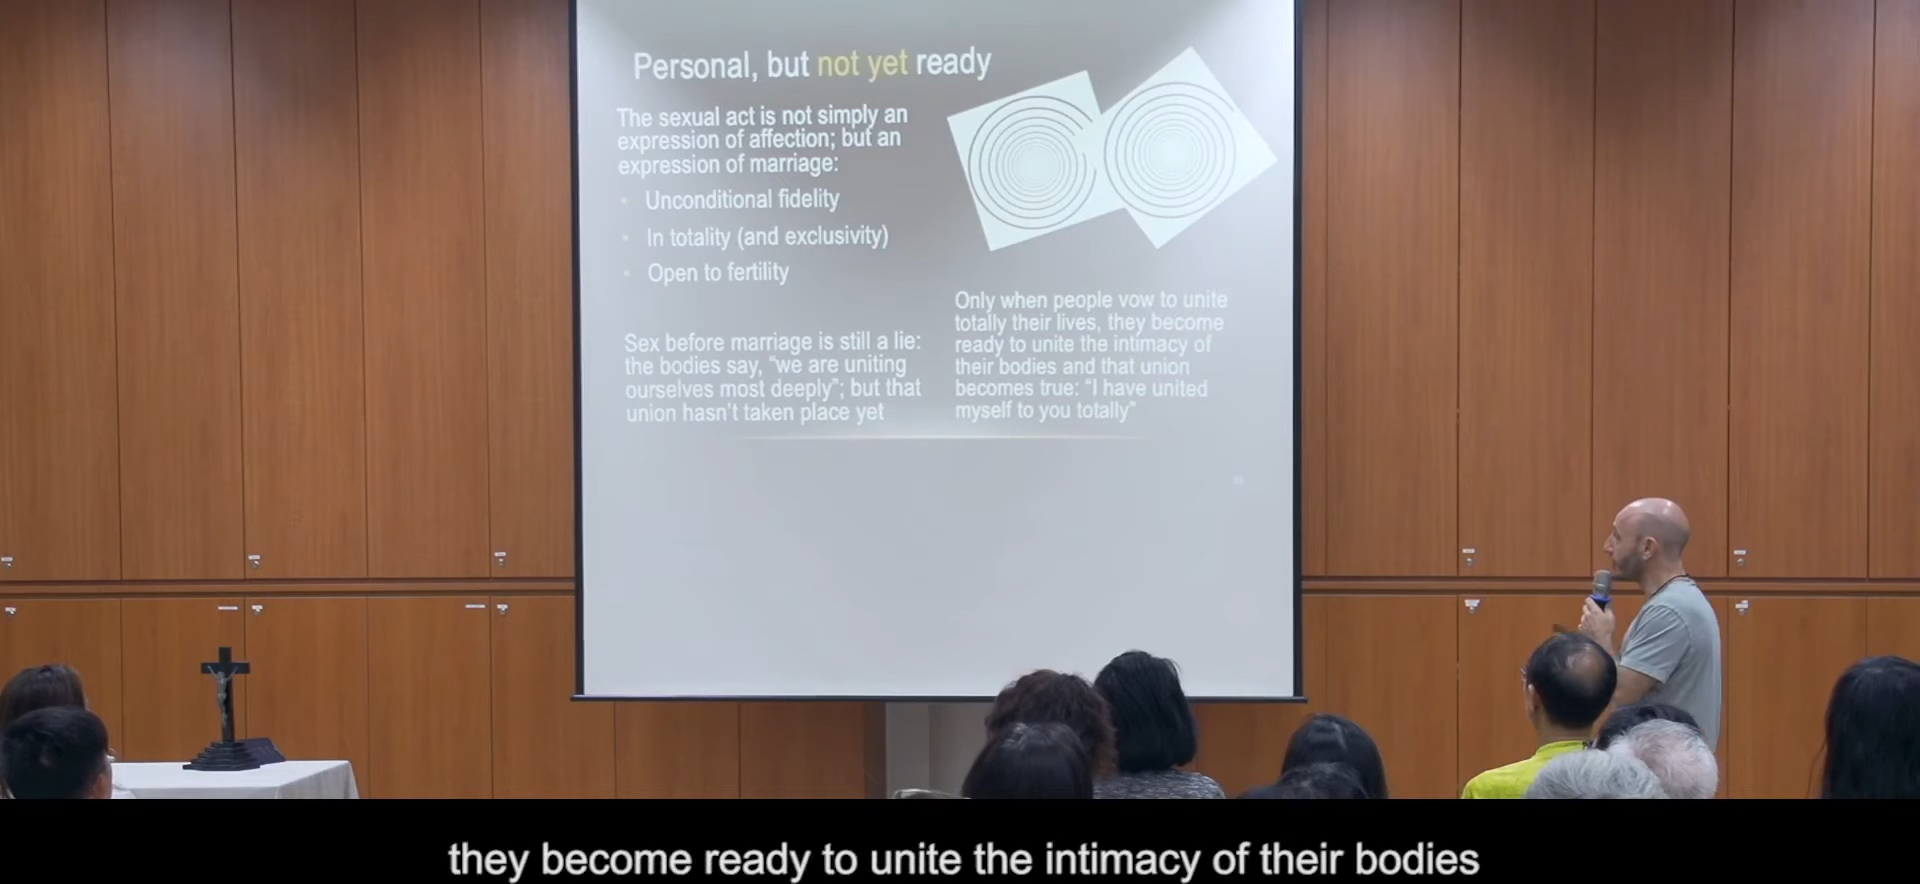 Personal, but not yet ready
The sexual act is not simply an
expression of affection; but an
expression of marriage:
• Unconditional fidelity
• In totality (and exclusivity)
• Open to fertility
Sex before marriage is still a lie:
the bodies say, “we are uniting
ourselves most deeply”; but that
union hasn't taken place yet
Only when people vow to unite
totally their lives, they become
ready to unite the intimacy of
their bodies and that union
becomes true: “I have united
myself to you totally”
they become ready to unite the intimacy of their bodies